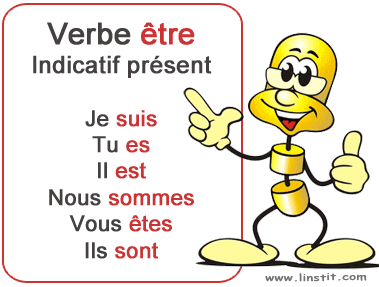 Verbe être
Indicatif présent
Je suis
Tu es
Il est
Nous sommes
Vous êtes
Ils sont
www.linstit.com